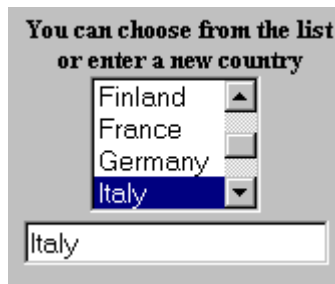 You can choose from the list
or enter a new country
Finland
France
Germany
Italy
Italy